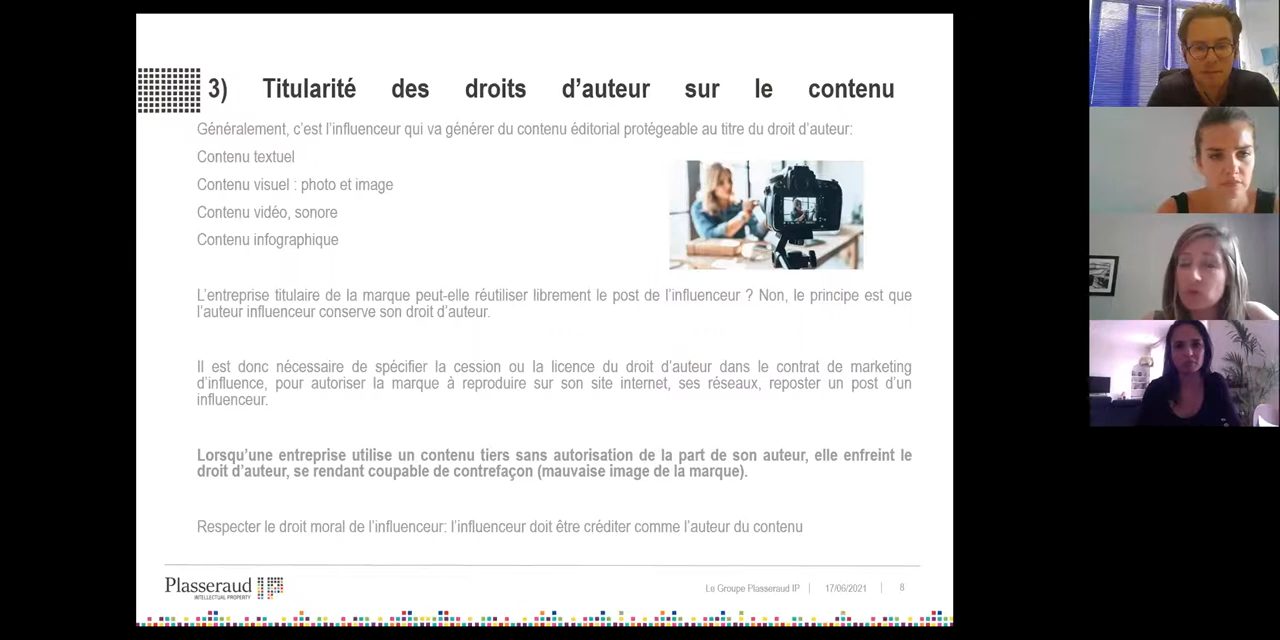 3) Titularité des droits d’auteur sur le contenu
Généralement, c’est l’influenceur qui va générer du contenu éditorial protégeable au titre du droit d’auteur:
Contenu textuel
Contenu visuel : photo et image
Contenu vidéo, sonore
Contenu infographique
L’entreprise titulaire de la marque peut-elle réutiliser librement le post de l’influenceur ? Non, le principe est que
l’auteur influenceur conserve son droit d’auteur.
Il est donc nécessaire de spécifier la cession ou la licence du droit d’auteur dans le contrat de marketing
d’influence, pour autoriser la marque à reproduire sur son site internet, ses réseaux, reposter un post d’un
influenceur.
Lorsqu’une entreprise utilise un contenu tiers sans autorisation de la part de son auteur, elle enfreint le
droit d’auteur, se rendant coupable de contrefaçon (mauvaise image de la marque).
Respecter le droit moral de l’influenceur: l’influenceur doit être créditer comme l’auteur du contenu
Plasseraud IP
INTELLECTUAL PROPERTY
Le Groupe Plasseraud IP | 17/06/2021 | 8